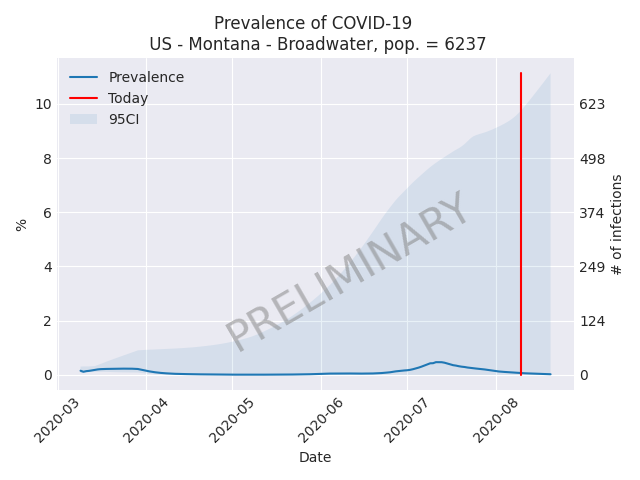 Prevalence of COVID-19
US - Montana - Broadwater, pop. = 6237
Prevalence
Today
95CI
10
8
6
4
2
0
%
623
498
374
249
124
0
# of infections
PRELIMINARY
2020-03
2020-04
2020-05
2020-06
2020-07
2020-08
Date